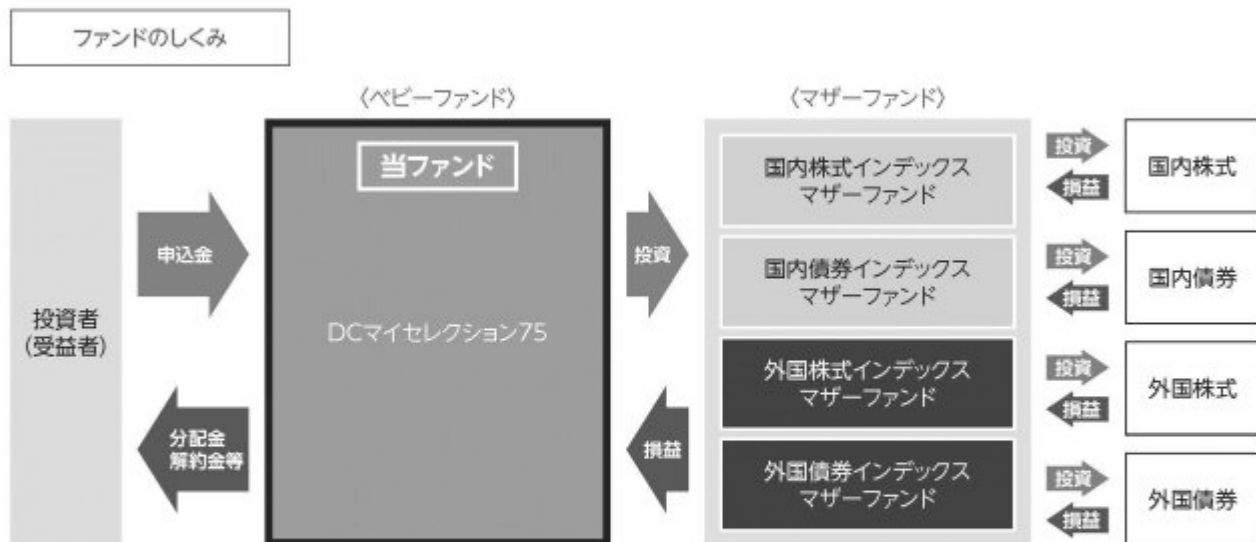 ファンドのしくみ
〈ベビーファンド〉
〈マザーファンド〉
投資者
(受益者)
申込金
分配金
解約金等
当ファンド
DCマイセレクション75
投資
損益
国内株式インデックス
マザーファンド
国内債券インデックス
マザーファンド
外国株式インデックス
マザーファンド
外国債券インデックス
マザーファンド
投資
損益
国内株式
投資
損益
国内債券
投資
損益
外国株式
投資
損益
外国債券